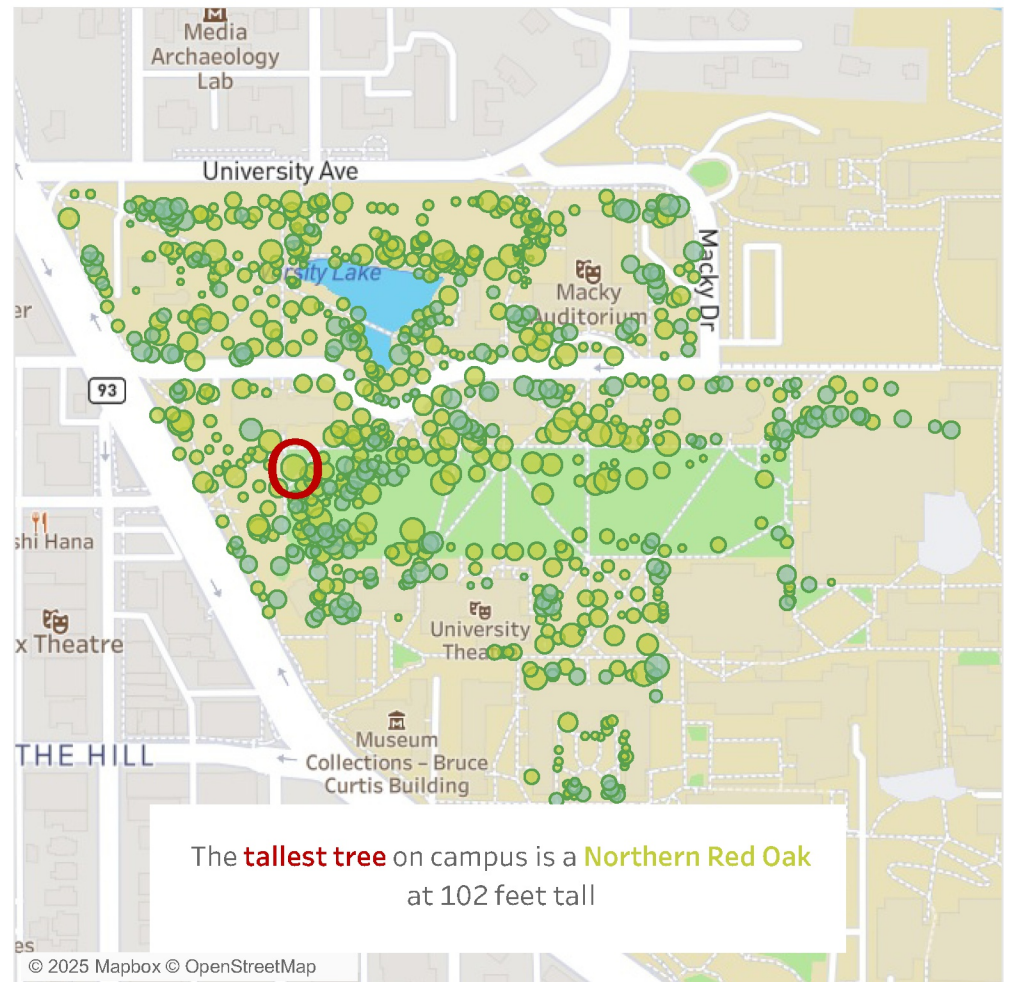 Media
Archaeology
Lab
University Ave
rsity Lake
Macky Dr
Macky
Auditorium
er
93
shi Hana
x Theatre
University
Thea
THE HILL
Museum
Collections – Bruce
Curtis Building
The tallest tree on campus is a Northern Red Oak
at 102 feet tall
es
© 2025 Mapbox © OpenStreetMap